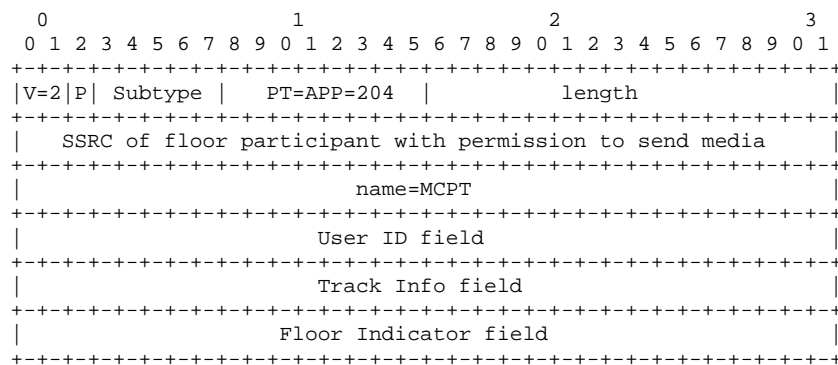 0                   1                   2                   3
0 1 2 3 4 5 6 7 8 9 0 1 2 3 4 5 6 7 8 9 0 1 2 3 4 5 6 7 8 9 0 1
+-+-+-+-+-+-+-+-+-+-+-+-+-+-+-+-+-+-+-+-+-+-+-+-+-+-+-+-+-+-+-+-+
|V=2|P| Subtype | PT=APP=204 | length |
+-+-+-+-+-+-+-+-+-+-+-+-+-+-+-+-+-+-+-+-+-+-+-+-+-+-+-+-+-+-+-+-+
| SSRC of floor participant with permission to send media |
+-+-+-+-+-+-+-+-+-+-+-+-+-+-+-+-+-+-+-+-+-+-+-+-+-+-+-+-+-+-+-+-+
| name=MCPT |
+-+-+-+-+-+-+-+-+-+-+-+-+-+-+-+-+-+-+-+-+-+-+-+-+-+-+-+-+-+-+-+-+
| User ID field |
+-+-+-+-+-+-+-+-+-+-+-+-+-+-+-+-+-+-+-+-+-+-+-+-+-+-+-+-+-+-+-+-+
| Track Info field |
+-+-+-+-+-+-+-+-+-+-+-+-+-+-+-+-+-+-+-+-+-+-+-+-+-+-+-+-+-+-+-+-+
| Floor Indicator field |
+-+-+-+-+-+-+-+-+-+-+-+-+-+-+-+-+-+-+-+-+-+-+-+-+-+-+-+-+-+-+-+-+